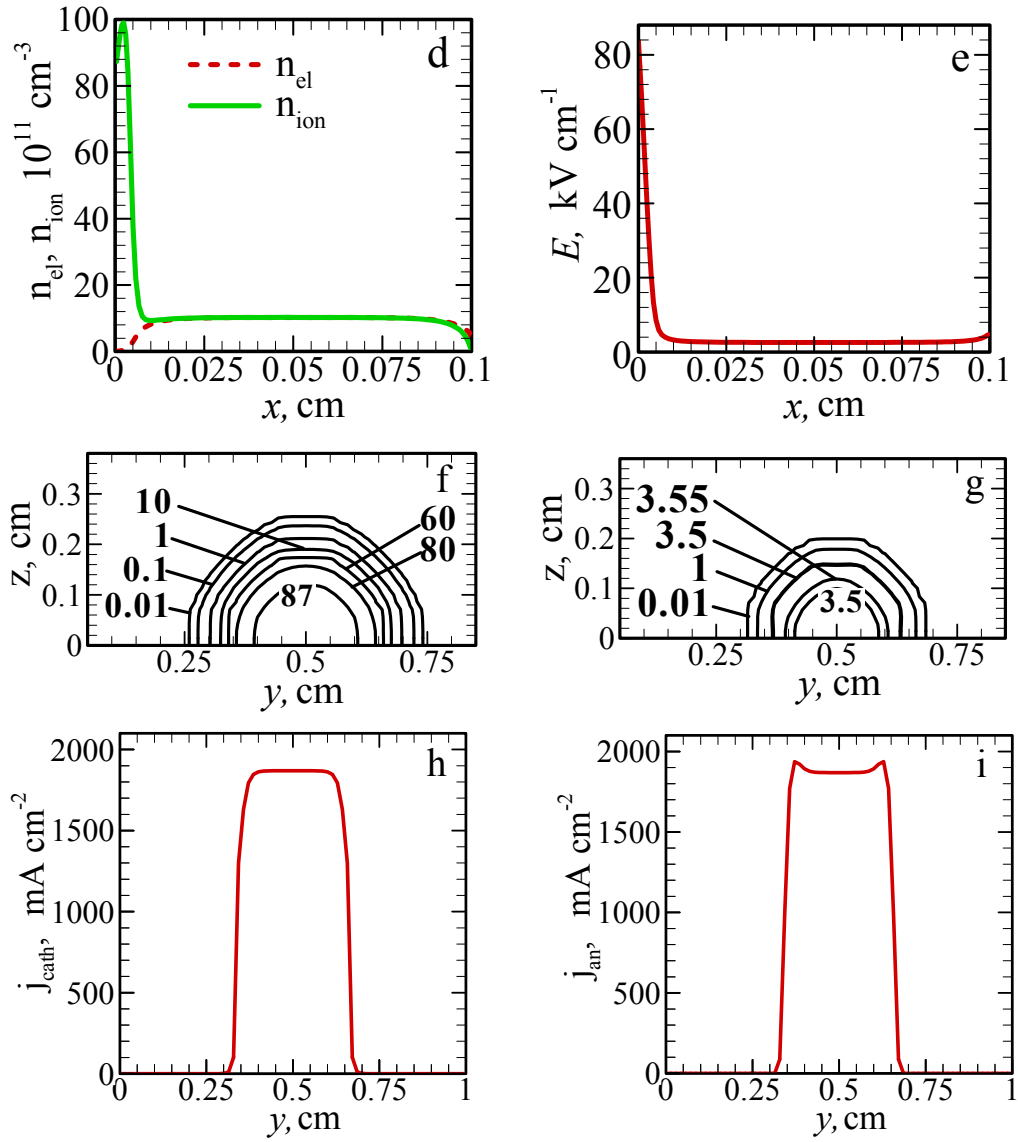 d
n_el
n_ion
n_el, n_ion 10^11 cm^-3
100
80
60
40
20
0
0 0.025 0.05 0.075 0.1
x, cm
e
E, kV cm^-1
80
60
40
20
0
0 0.025 0.05 0.075 0.1
x, cm
f
z, cm
0.3
0.2
0.1
0
10
1
0.1
0.01
60
80
87
0.25 0.5 0.75
y, cm
g
z, cm
0.3
0.2
0.1
0
3.55
3.5
1
0.01
3.5
0.25 0.5 0.75
y, cm
h
j_cath, mA cm^-2
2000
1500
1000
500
0
0 0.25 0.5 0.75 1
y, cm
i
j_an, mA cm^-2
2000
1500
1000
500
0
0 0.25 0.5 0.75 1
y, cm